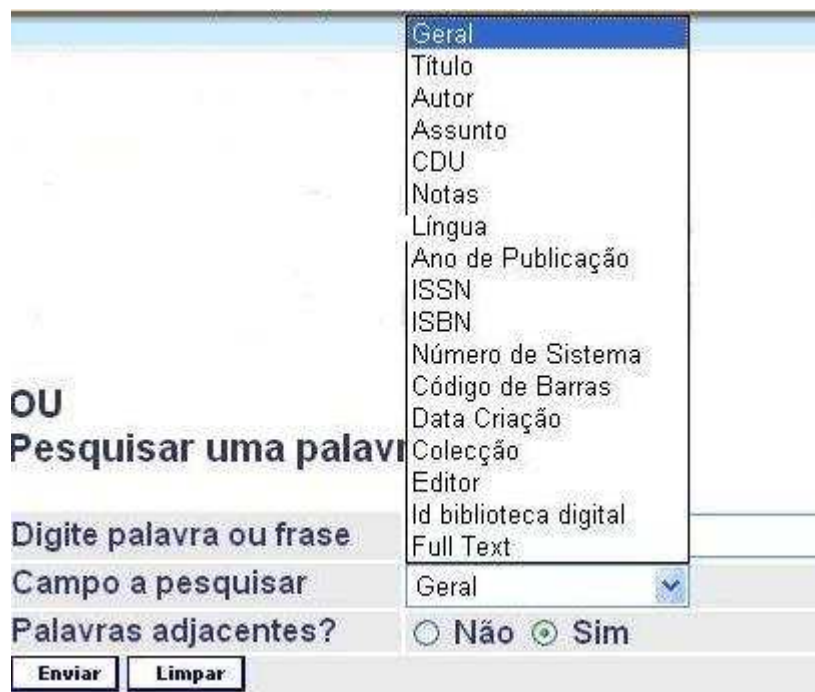 Geral
Título
Autor
Assunto
CDU
Notas
Língua
Ano de Publicação
ISSN
ISBN
Número de Sistema
Código de Barras
Data Criação
Colecção
Editor
Id biblioteca digital
Full Text
OU
Pesquisar uma
Digite palavra ou frase
Campo a pesquisar Geral
Palavras adjacentes? Não Sim
Enviar Limpar